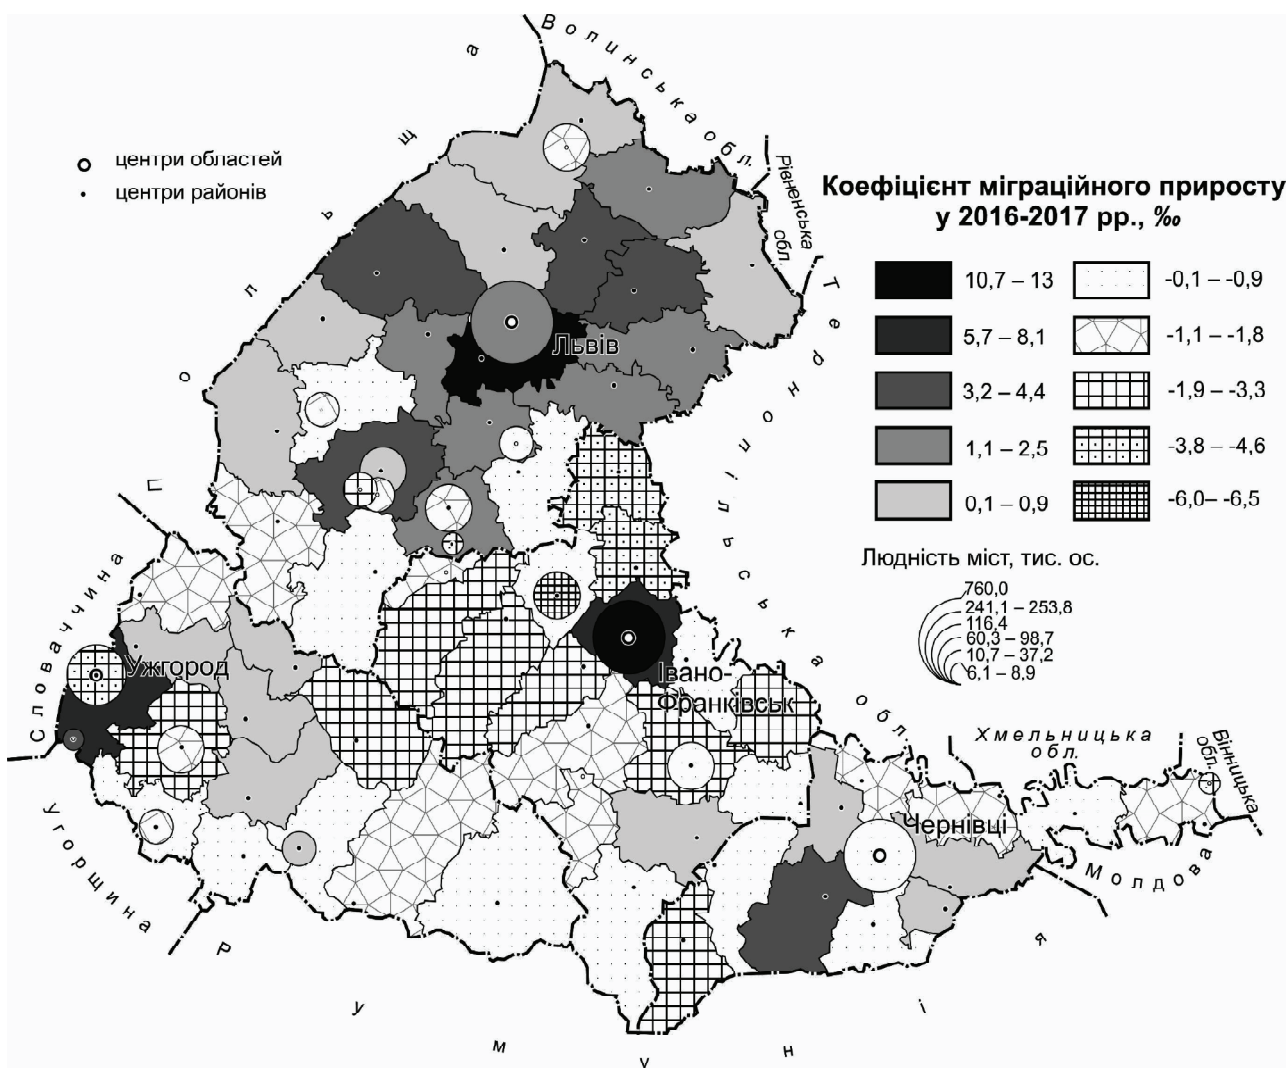 Волинська обл.
Рівненська
обл.
Тернопільська обл.
Польща
центри областей
центри районів
Коефіцієнт міграційного приросту
у 2016-2017 рр., ‰
10,7 – 13
5,7 – 8,1
3,2 – 4,4
1,1 – 2,5
0,1 – 0,9
-0,1 – -0,9
-1,1 – -1,8
-1,9 – -3,3
-3,8 – -4,6
-6,0– -6,5
Людність міст, тис. ос.
760,0
241,1 – 253,8
116,4
60,3 – 98,7
10,7 – 37,2
6,1 – 8,9
Львів
Словаччина
Ужгород
Івано-
Франківськ
Хмельницька
обл.
Вінницька
обл.
Чернівці
Молдова
Угорщина
Румунія